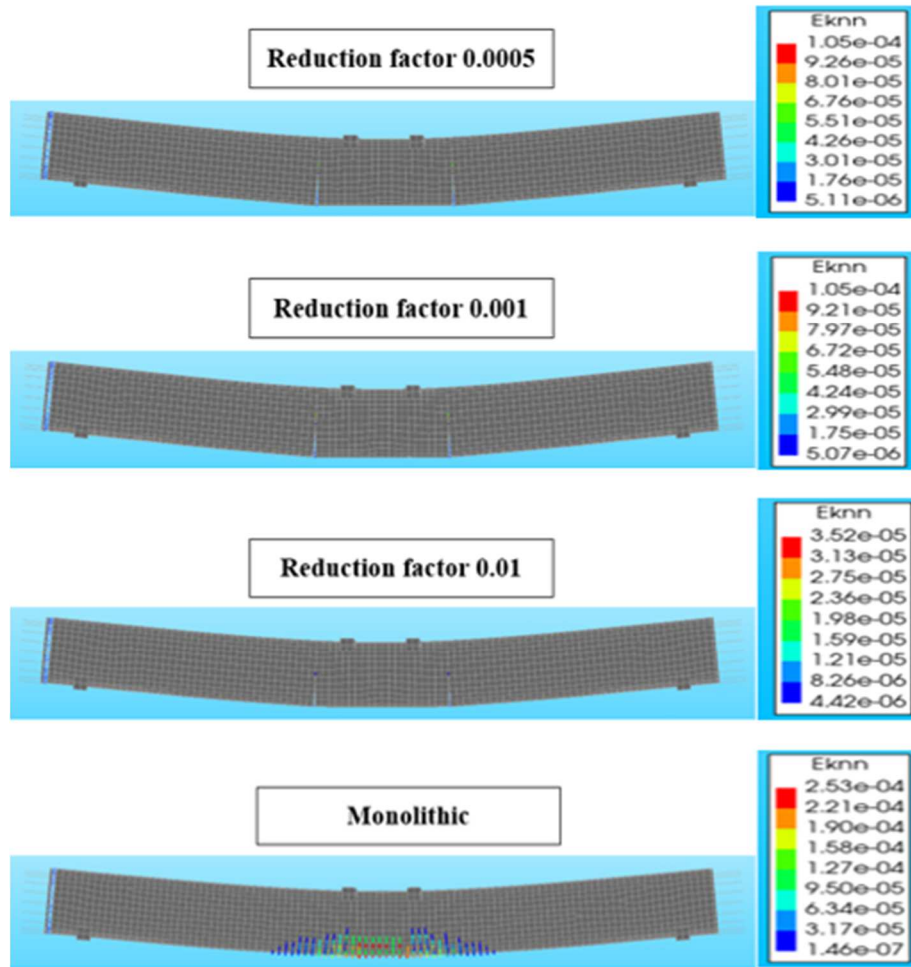 Reduction factor 0.0005
Eknn
1.05e-04
9.26e-05
8.01e-05
6.76e-05
5.51e-05
4.26e-05
3.01e-05
1.76e-05
5.11e-06
Reduction factor 0.001
Eknn
1.05e-04
9.21e-05
7.97e-05
6.72e-05
5.48e-05
4.24e-05
2.99e-05
1.75e-05
5.07e-06
Reduction factor 0.01
Eknn
3.52e-05
3.13e-05
2.75e-05
2.36e-05
1.98e-05
1.59e-05
1.21e-05
8.26e-06
4.42e-06
Monolithic
Eknn
2.53e-04
2.21e-04
1.90e-04
1.58e-04
1.27e-04
9.50e-05
6.34e-05
3.17e-05
1.46e-07